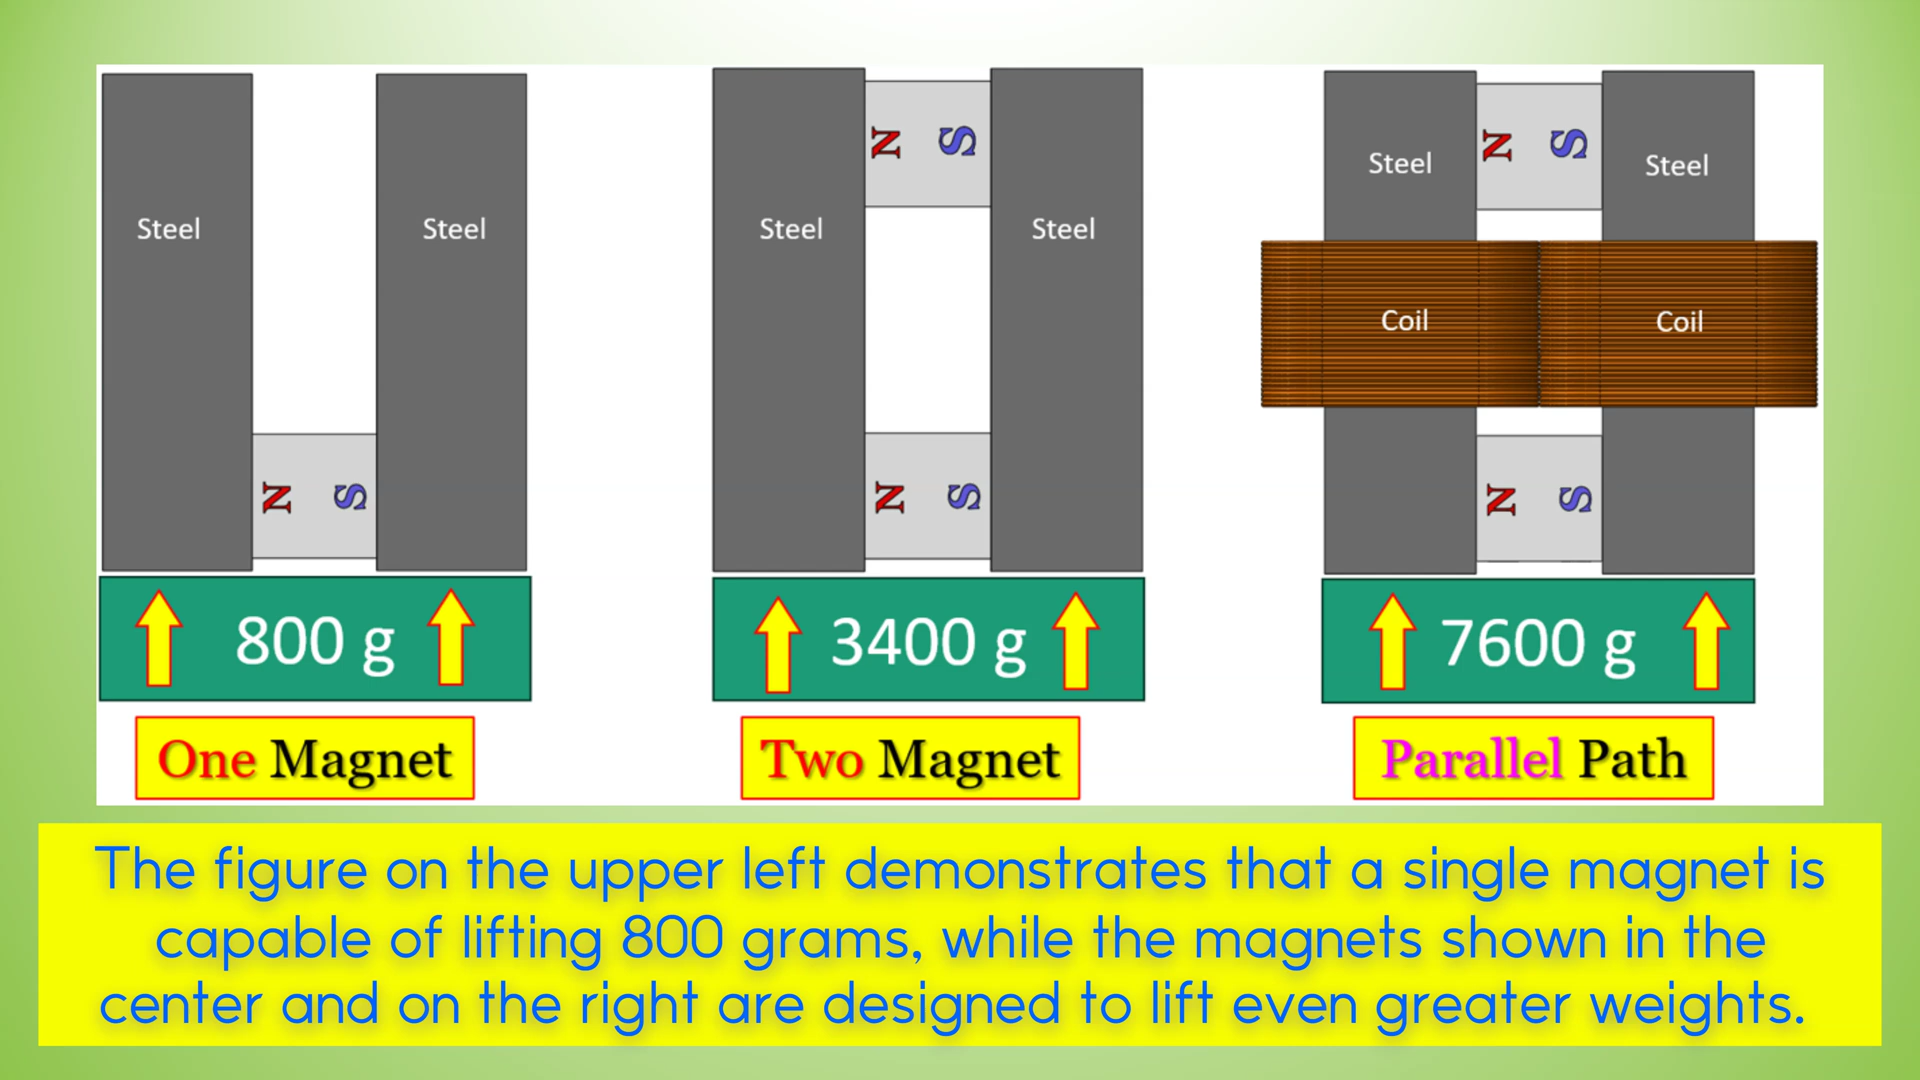 Steel
Steel
N S
800 g
One Magnet
N S
Steel
Steel
N S
3400 g
Two Magnet
N S
Steel
Steel
Coil
Coil
N S
7600 g
Parallel Path
The figure on the upper left demonstrates that a single magnet is
capable of lifting 800 grams, while the magnets shown in the
center and on the right are designed to lift even greater weights.